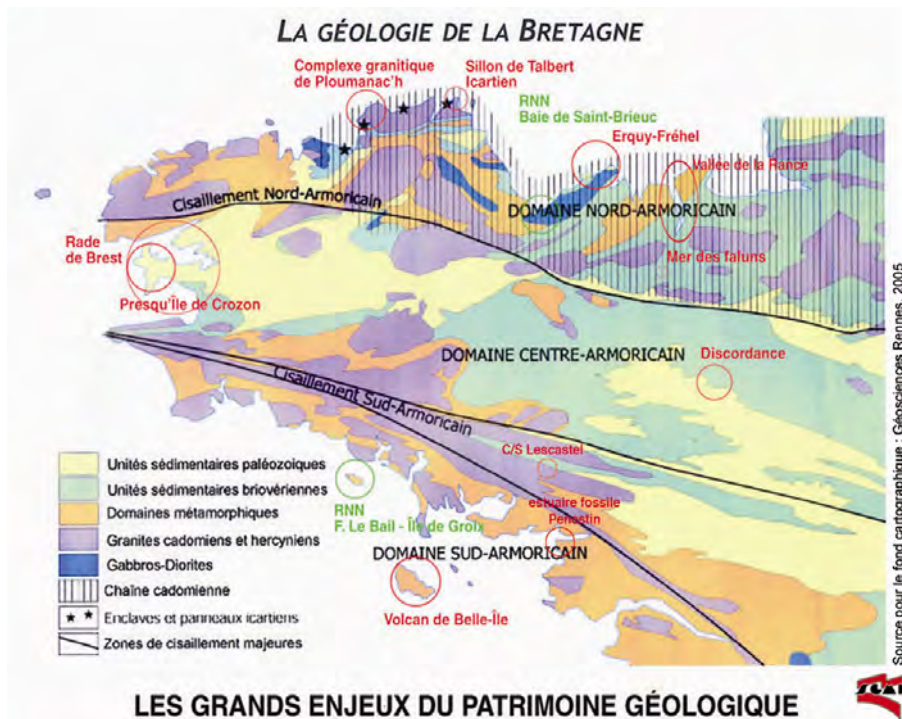 LA GÉOLOGIE DE LA BRETAGNE
Complexe granitique
de Ploumanac'h
Sillon de Talbert
Icartien
RNN
Baie de Saint-Brieuc
Erquy-Fréhel
Vallée de la Rance
Cisaillement Nord-Armoricain
DOMAINE NORD-ARMORICAIN
Rade
de Brest
Mer des faluns
Presqu'Île de Crozon
DOMAINE CENTRE-ARMORICAIN
Discordance
Cisaillement Sud-Armoricain
C/S Lescastel
estuaire fossile
Penestin
RNN
F. Le Bail - Île de Groix
DOMAINE SUD-ARMORICAIN
Volcan de Belle-Île
Unités sédimentaires paléozoiques
Unités sédimentaires briovériennes
Domaines métamorphiques
Granites cadomiens et hercyniens
Gabbros-Diorites
Chaîne cadomienne
Enclaves et panneaux icartiens
Zones de cisaillement majeures
Source pour le fond cartographique : Géosciences Rennes, 2005
LES GRANDS ENJEUX DU PATRIMOINE GÉOLOGIQUE